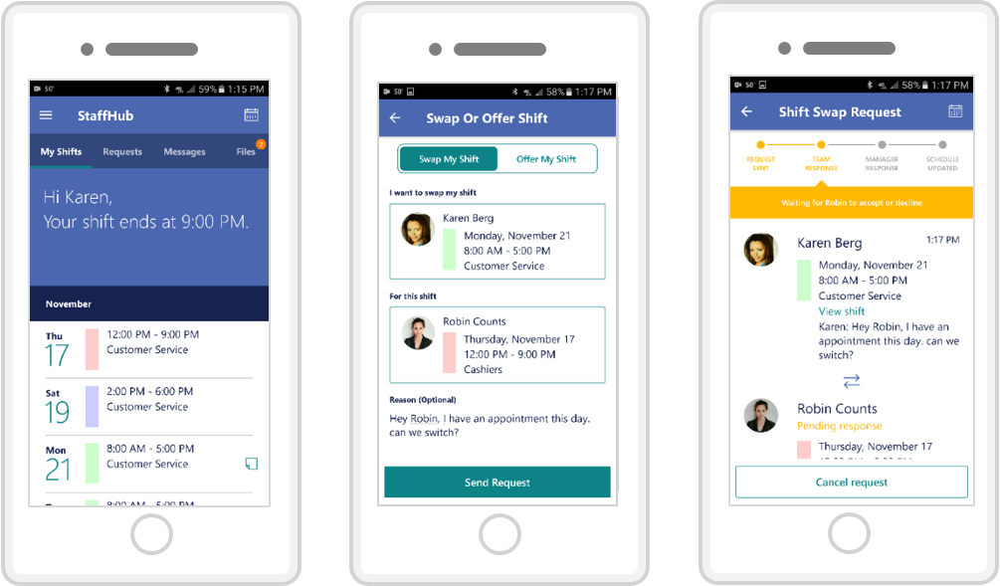 50°
59%
1:15 PM
StaffHub
My Shifts
Requests
Messages
Files
2
Hi Karen,
Your shift ends at 9:00 PM.
November
Thu
17
12:00 PM - 9:00 PM
Customer Service
Sat
19
2:00 PM - 6:00 PM
Customer Service
Mon
21
8:00 AM - 5:00 PM
Customer Service
8:00 AM - 5:00 PM
50°
58%
1:17 PM
Swap Or Offer Shift
Swap My Shift
Offer My Shift
I want to swap my shift
Karen Berg
Monday, November 21
8:00 AM - 5:00 PM
Customer Service
For this shift
Robin Counts
Thursday, November 17
12:00 PM - 9:00 PM
Cashiers
Reason (Optional)
Hey Robin, I have an appointment this day.
can we switch?
Send Request
50°
58%
1:17 PM
Shift Swap Request
REQUEST
SENT
TEAM
RESPONSE
MANAGER
RESPONSE
SCHEDULE
UPDATED
Waiting for Robin to accept or decline
Karen Berg
1:17 PM
Monday, November 21
8:00 AM - 5:00 PM
Customer Service
View shift
Karen: Hey Robin, I have an
appointment this day. can we
switch?
Robin Counts
Pending response
Thursday, November 17
Cancel request